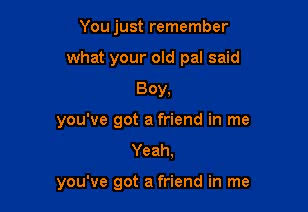 You just remember
what your old pal said
Boy,
you've got a friend in me
Yeah,
you've got a friend in me